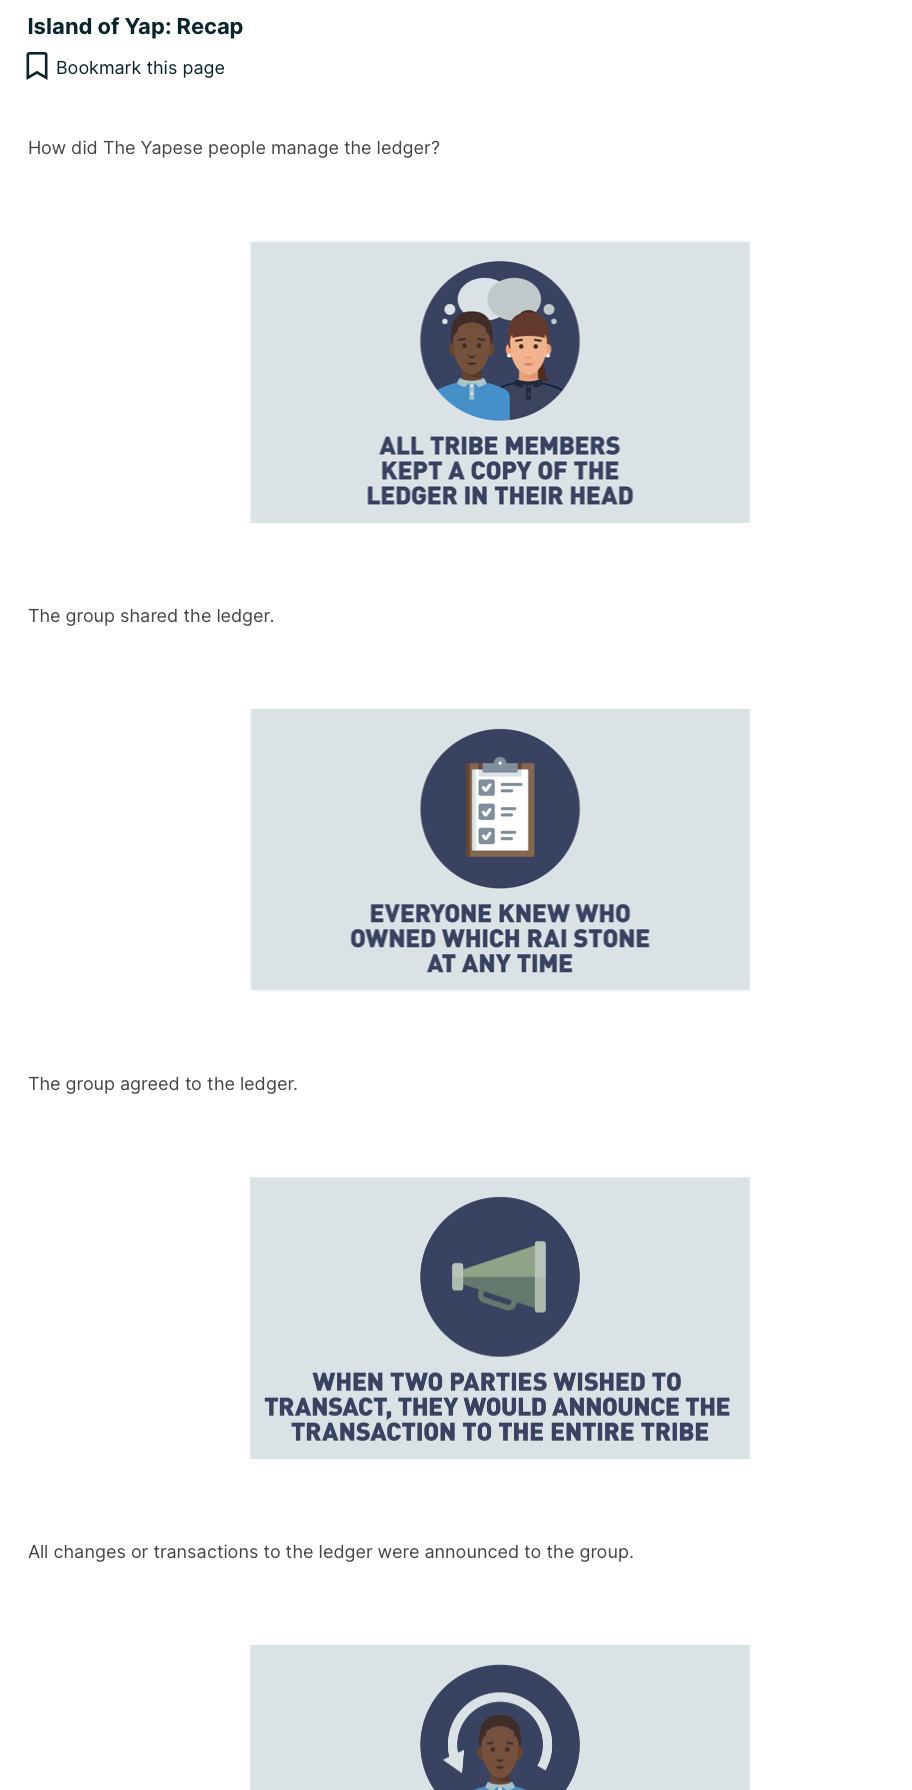 Island of Yap: Recap
Bookmark this page
How did The Yapese people manage the ledger?
ALL TRIBE MEMBERS
KEPT A COPY OF THE
LEDGER IN THEIR HEAD
The group shared the ledger.
EVERYONE KNEW WHO
OWNED WHICH RAI STONE
AT ANY TIME
The group agreed to the ledger.
WHEN TWO PARTIES WISHED TO
TRANSACT, THEY WOULD ANNOUNCE THE
TRANSACTION TO THE ENTIRE TRIBE
All changes or transactions to the ledger were announced to the group.